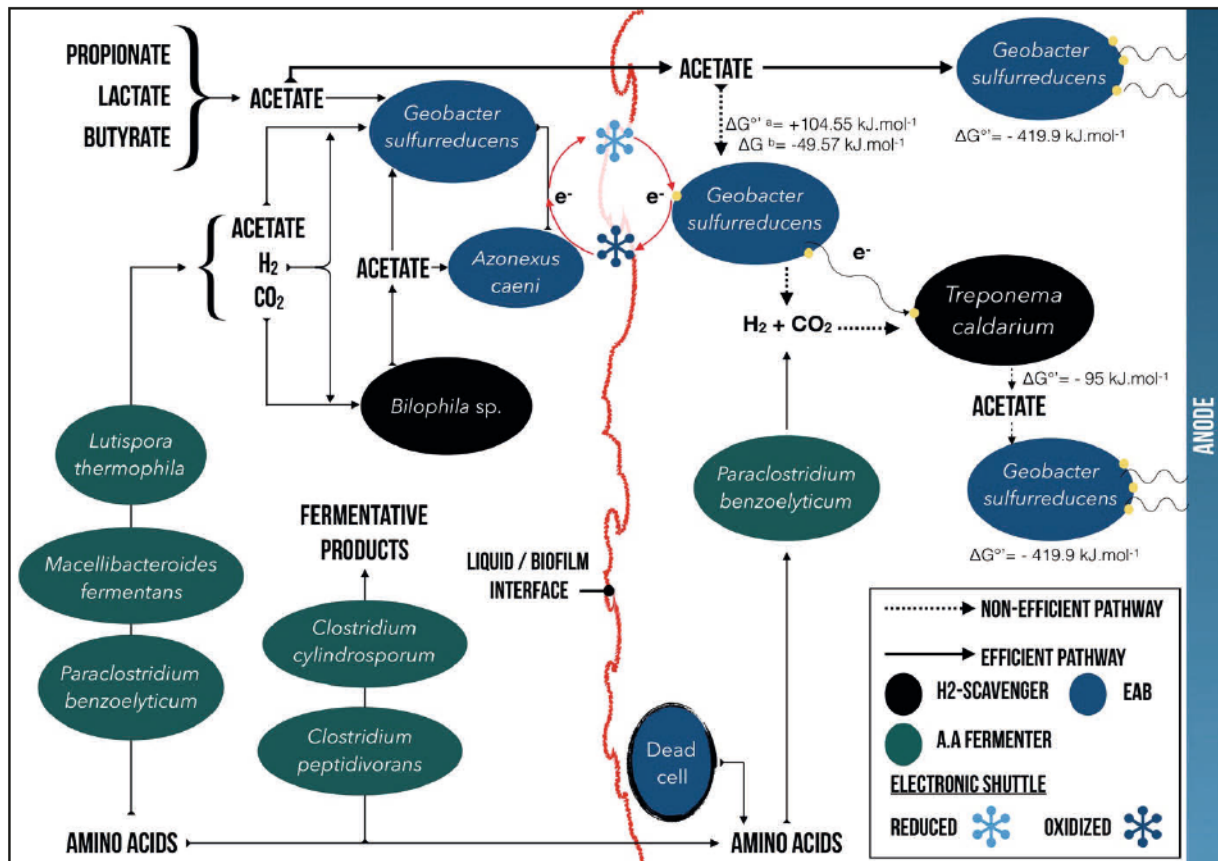 PROPIONATE
LACTATE
BUTYRATE
ACETATE
Geobacter
sulfurreducens
ACETATE
Geobacter
sulfurreducens
ΔG°' ᵃ= +104.55 kJ.mol⁻¹
ΔG ᵇ= -49.57 kJ.mol⁻¹
ΔG°'= - 419.9 kJ.mol⁻¹
e-
e-
Geobacter
sulfurreducens
ACETATE
H₂
CO₂
ACETATE
Azonexus
caeni
e-
H₂ + CO₂
Treponema
caldarium
Bilophila sp.
ΔG°'= - 95 kJ.mol⁻¹
ACETATE
Lutispora
thermophila
Paraclostridium
benzoelyticum
Geobacter
sulfurreducens
ΔG°'= - 419.9 kJ.mol⁻¹
ANODE
FERMENTATIVE
PRODUCTS
Macellibacteroides
fermentans
LIQUID / BIOFILM
INTERFACE
Clostridium
cylindrosporum
Paraclostridium
benzoelyticum
Clostridium
peptidivorans
Dead
cell
AMINO ACIDS
AMINO ACIDS
NON-EFFICIENT PATHWAY
EFFICIENT PATHWAY
H2-SCAVENGER
EAB
A.A FERMENTER
ELECTRONIC SHUTTLE
REDUCED
OXIDIZED